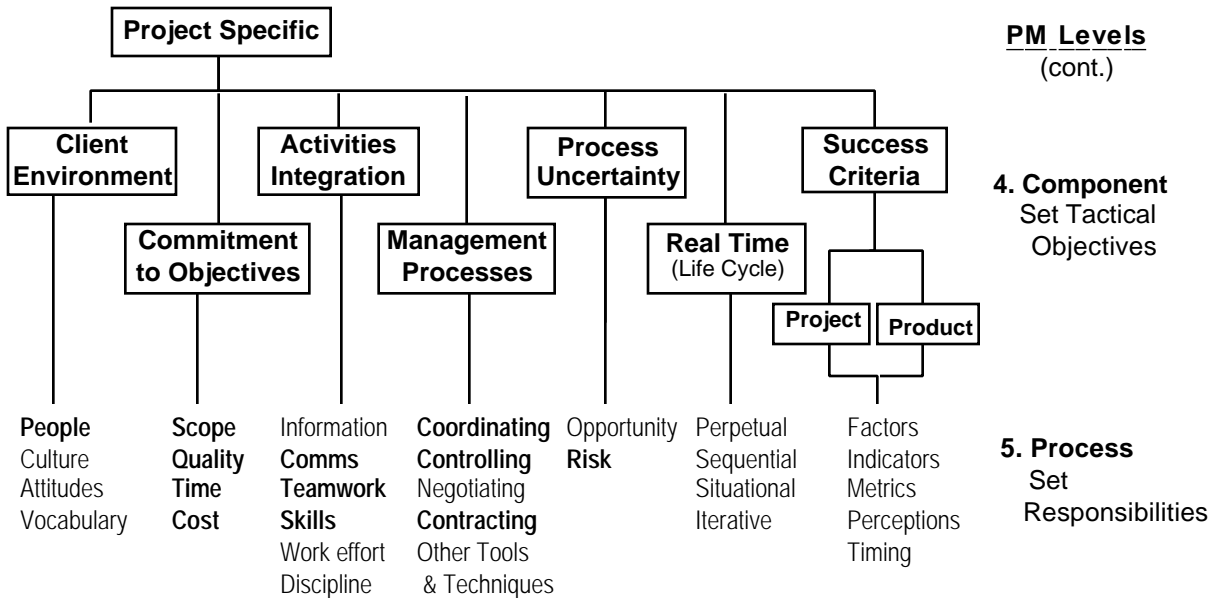 Project Specific
PM Levels
(cont.)
Client
Environment
Activities
Integration
Process
Uncertainty
Success
Criteria
4. Component
Set Tactical
Objectives
Commitment
to Objectives
Management
Processes
Real Time
(Life Cycle)
Project
Product
People
Culture
Attitudes
Vocabulary
Scope
Quality
Time
Cost
Information
Comms
Teamwork
Skills
Work effort
Discipline
Coordinating
Controlling
Negotiating
Contracting
Other Tools
& Techniques
Opportunity
Risk
Perpetual
Sequential
Situational
Iterative
Factors
Indicators
Metrics
Perceptions
Timing
5. Process
Set
Responsibilities